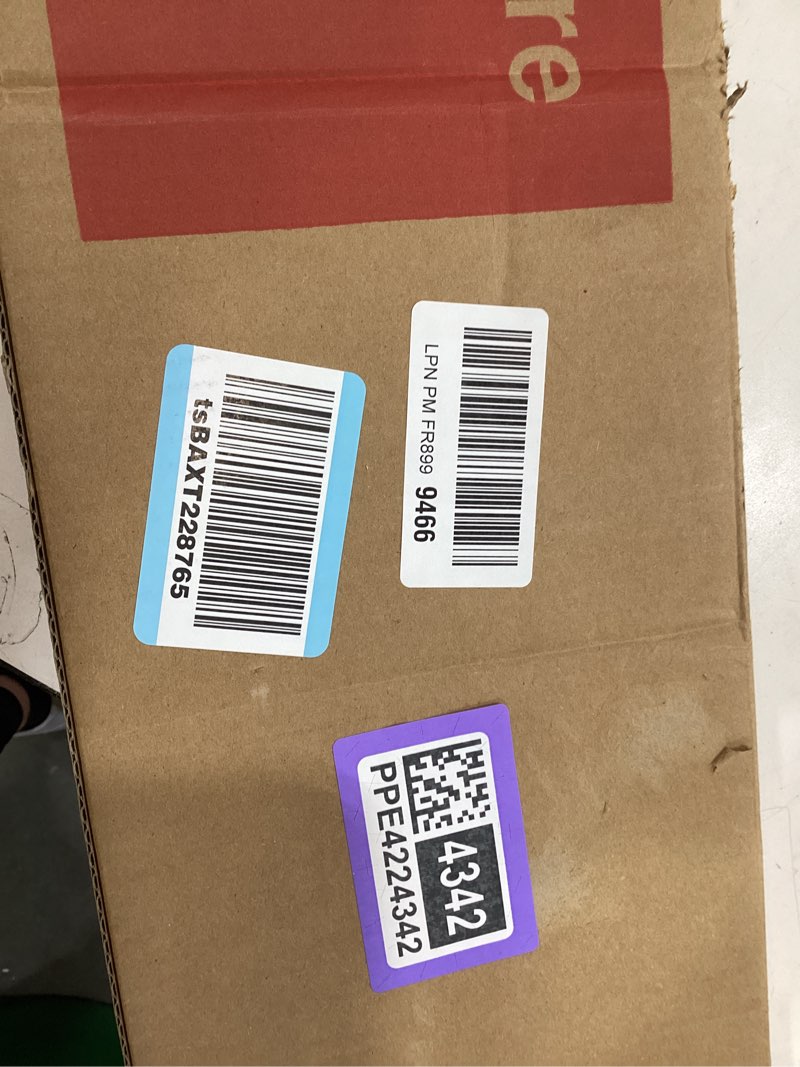 re
LPN PM FR899 9466
tsBAXT228765
4342
PPE4224342